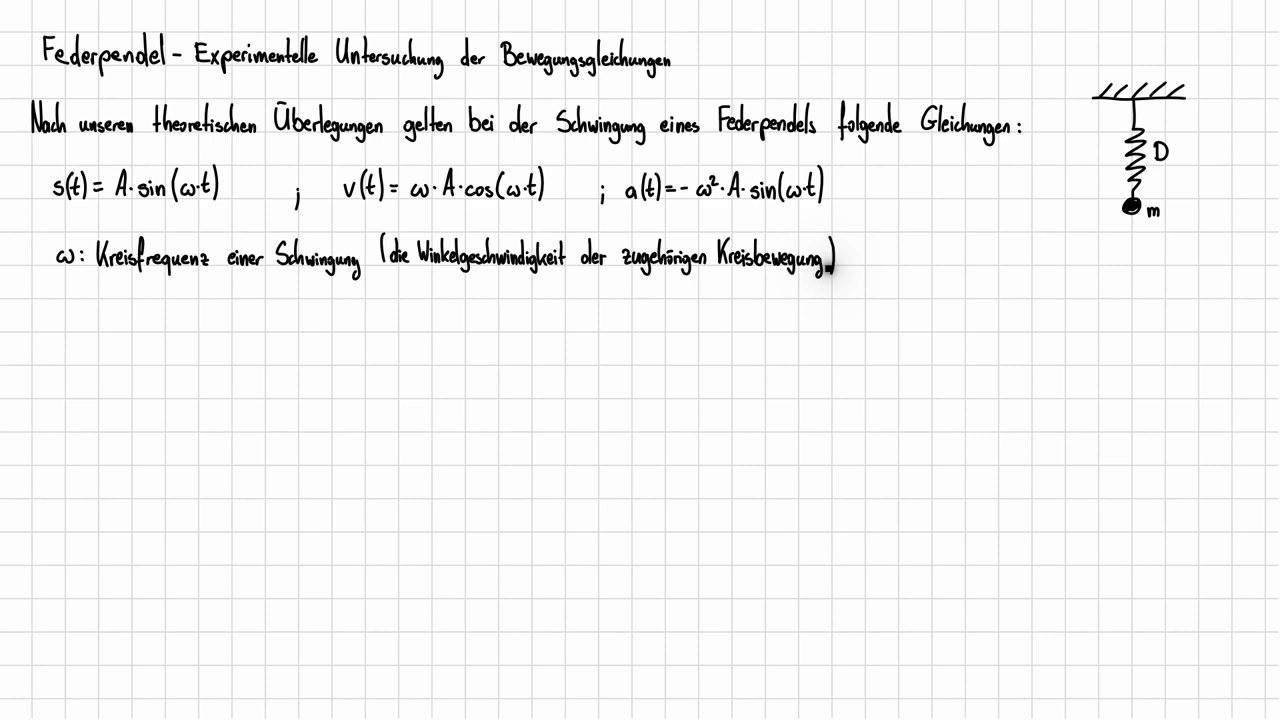 Federpendel - Experimentelle Untersuchung der Bewegungsgleichungen
Nach unseren theoretischen Überlegungen gelten bei der Schwingung eines Federpendels folgende Gleichungen:
s(t) = A·sin(ω·t) ; v(t) = ω·A·cos(ω·t) ; a(t) = -ω²·A·sin(ω·t)
ω: Kreisfrequenz einer Schwingung (die Winkelgeschwindigkeit der zugehörigen Kreisbewegung)
D
m